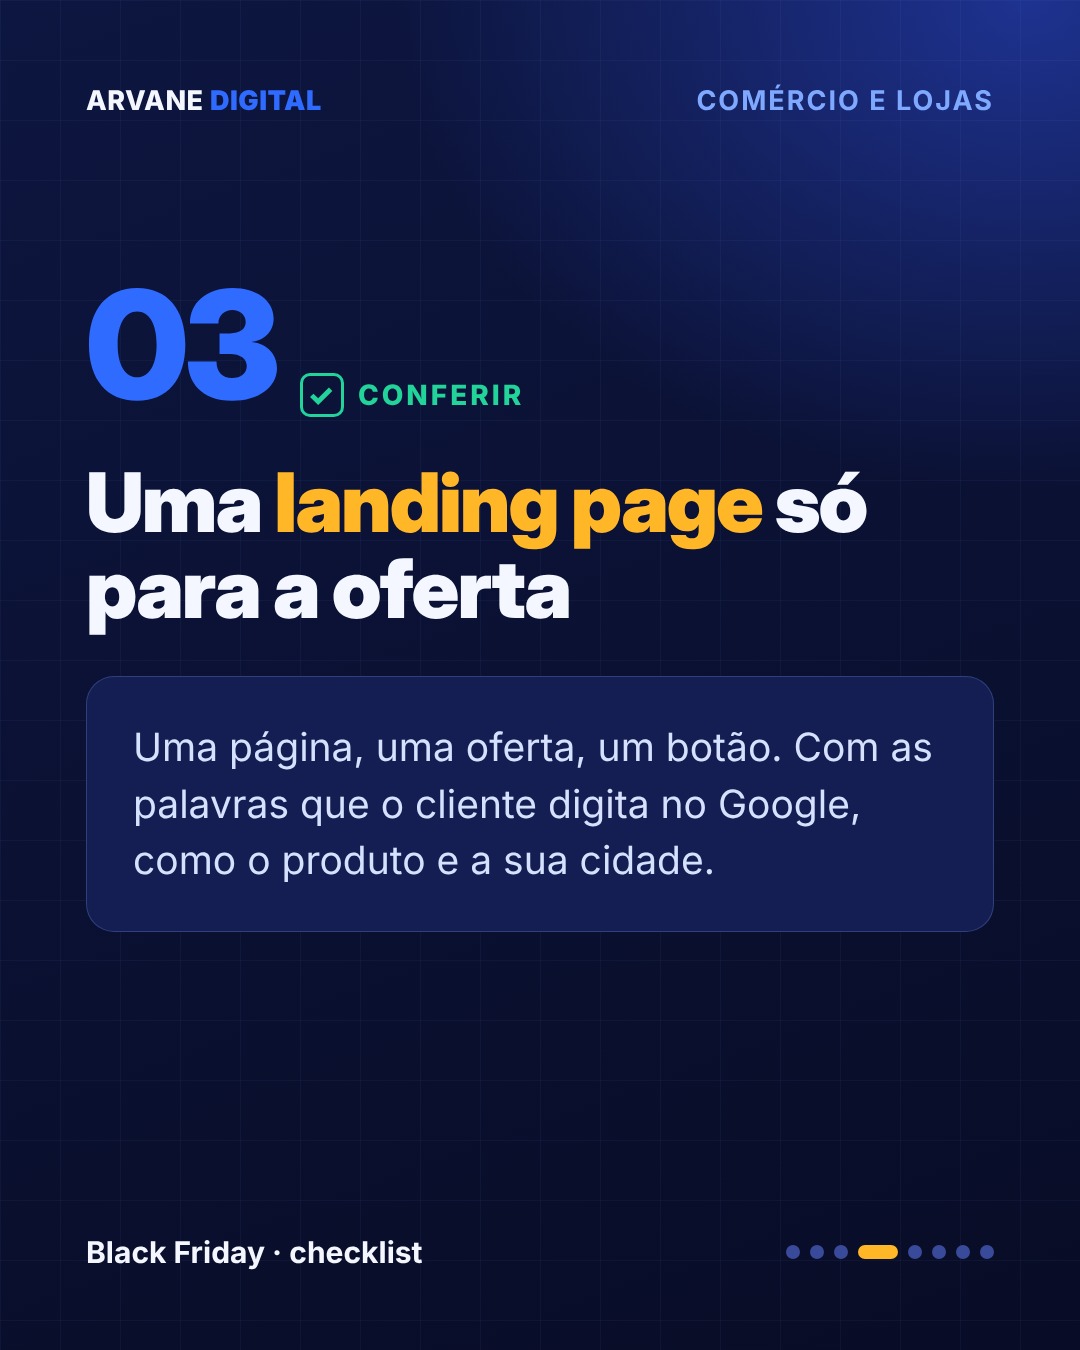 ARVANE DIGITAL
COMÉRCIO E LOJAS
03
CONFERIR
Uma landing page só
para a oferta
Uma página, uma oferta, um botão. Com as
palavras que o cliente digita no Google,
como o produto e a sua cidade.
Black Friday · checklist